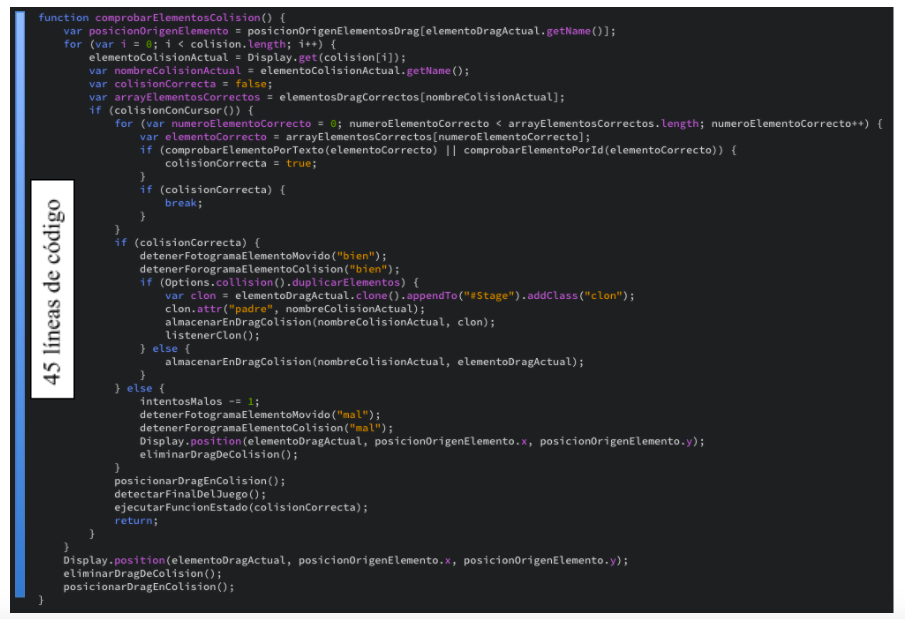 function comprobarElementosColision() {
var posicionOrigenElemento = posicionOrigenElementosDrag[elementoDragActual.getName()];
for (var i = 0; i < colision.length; i++) {
elementoColisionActual = Display.get(colision[i]);
var nombreColisionActual = elementoColisionActual.getName();
var colisionCorrecta = false;
var arrayElementosCorrectos = elementosDragCorrectos[nombreColisionActual];
if (colisionConCursor()) {
for (var numeroElementoCorrecto = 0; numeroElementoCorrecto < arrayElementosCorrectos.length; numeroElementoCorrecto++) {
var elementoCorrecto = arrayElementosCorrectos[numeroElementoCorrecto];
if (comprobarElementoPorTexto(elementoCorrecto) || comprobarElementoPorId(elementoCorrecto)) {
colisionCorrecta = true;
}
if (colisionCorrecta) {
break;
}
}
if (colisionCorrecta) {
detenerFotogramaElementoMovido("bien");
detenerForogramaElementoColision("bien");
if (Options.collision().duplicarElementos) {
var clon = elementoDragActual.clone().appendTo("#Stage").addClass("clon");
clon.attr("padre", nombreColisionActual);
almacenarEnDragColision(nombreColisionActual, clon);
listenerClon();
} else {
almacenarEnDragColision(nombreColisionActual, elementoDragActual);
}
} else {
intentosMalos -= 1;
detenerFotogramaElementoMovido("mal");
detenerForogramaElementoColision("mal");
Display.position(elementoDragActual, posicionOrigenElemento.x, posicionOrigenElemento.y);
eliminarDragDeColision();
}
posicionarDragEnColision();
detectarFinalDelJuego();
ejecutarFuncionEstado(colisionCorrecta);
return;
}
}
Display.position(elementoDragActual, posicionOrigenElemento.x, posicionOrigenElemento.y);
eliminarDragDeColision();
posicionarDragEnColision();
}
45 líneas de código